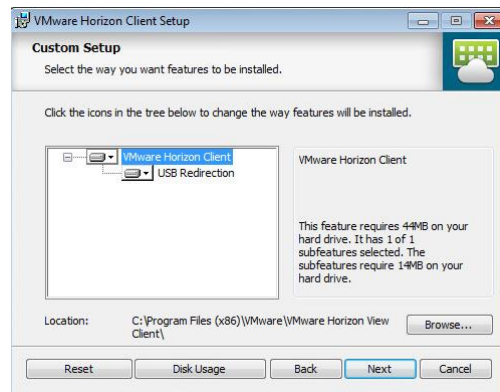 VMware Horizon Client Setup
Custom Setup
Select the way you want features to be installed.
Click the icons in the tree below to change the way features will be installed.
VMware Horizon Client
USB Redirection
VMware Horizon Client
This feature requires 44MB on your
hard drive. It has 1 of 1
subfeatures selected. The
subfeatures require 14MB on your
hard drive.
Location: C:\Program Files (x86)\VMware\VMware Horizon View
Client\
Browse...
Reset Disk Usage Back Next Cancel